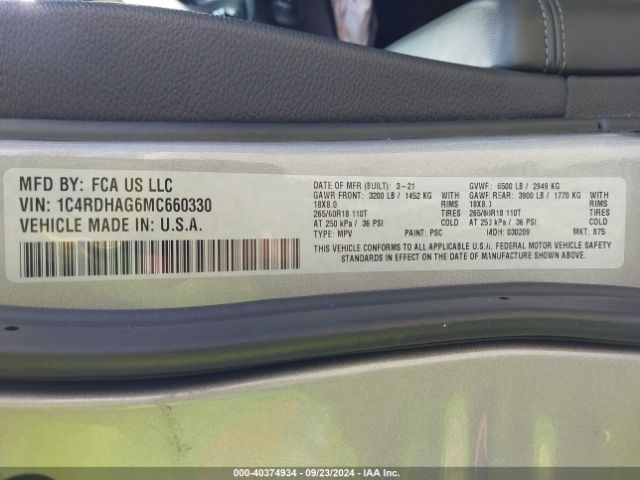 MFD BY: FCA US LLC
VIN: 1C4RDHAG6MC660330
VEHICLE MADE IN: U.S.A.
DATE OF MFR (BUILT): 3-21 GVWF: 6500 LB / 2949 KG
GAWR FRONT: 3200 LB / 1452 KG GAWR REAR: 3900 LB / 1770 KG
18X8.0 RIMS 18X8.0 RIMS
265/60R18 110T TIRES 265/60R18 110T TIRES
AT 250 kPa / 36 PSI COLD AT 250 kPa / 36 PSI COLD
TYPE: MPV PAINT: PSC MDH: 030209 MKT: 875
THIS VEHICLE CONFORMS TO ALL APPLICABLE U.S.A. FEDERAL MOTOR VEHICLE SAFETY
STANDARDS IN EFFECT ON THE DATE OF MANUFACTURE SHOWN ABOVE.
000-40374934 - 09/23/2024 - IAA Inc.